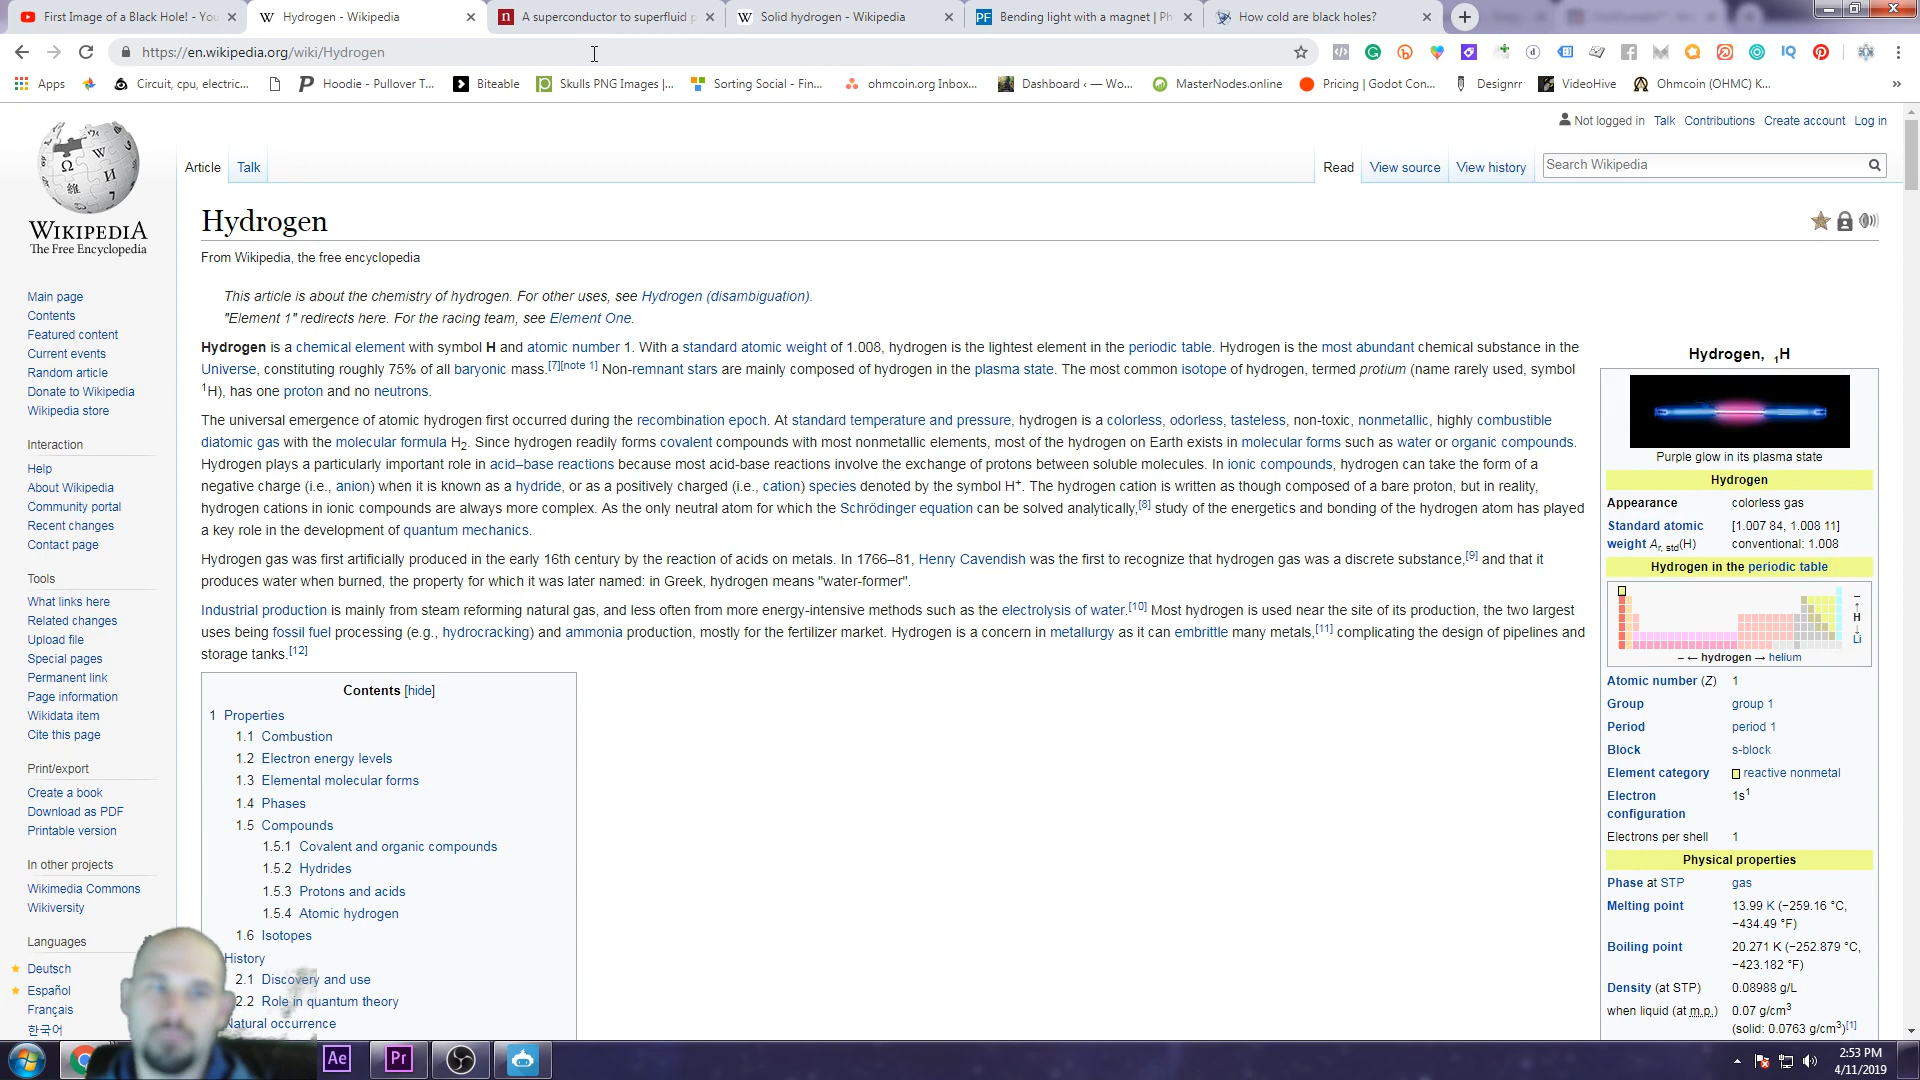 First Image of a Black Hole! - You
Hydrogen - Wikipedia
A superconductor to superfluid p
Solid hydrogen - Wikipedia
Bending light with a magnet | Ph
How cold are black holes?
https://en.wikipedia.org/wiki/Hydrogen
Apps
Circuit, cpu, electric...
Hoodie - Pullover T...
Biteable
Skulls PNG Images |...
Sorting Social - Fin...
ohmcoin.org Inbox...
Dashboard ‹ — Wo...
MasterNodes.online
Pricing | Godot Con...
Designrr
VideoHive
Ohmcoin (OHMC) K...
Not logged in Talk Contributions Create account Log in
Article Talk
Read View source View history
Search Wikipedia
WIKIPEDIA
The Free Encyclopedia
Main page
Contents
Featured content
Current events
Random article
Donate to Wikipedia
Wikipedia store
Interaction
Help
About Wikipedia
Community portal
Recent changes
Contact page
Tools
What links here
Related changes
Upload file
Special pages
Permanent link
Page information
Wikidata item
Cite this page
Print/export
Create a book
Download as PDF
Printable version
In other projects
Wikimedia Commons
Wikiversity
Languages
Deutsch
Español
Français
한국어
Hydrogen
From Wikipedia, the free encyclopedia
This article is about the chemistry of hydrogen. For other uses, see Hydrogen (disambiguation).
"Element 1" redirects here. For the racing team, see Element One.
Hydrogen is a chemical element with symbol H and atomic number 1. With a standard atomic weight of 1.008, hydrogen is the lightest element in the periodic table. Hydrogen is the most abundant chemical substance in the
Universe, constituting roughly 75% of all baryonic mass.[7][note 1] Non-remnant stars are mainly composed of hydrogen in the plasma state. The most common isotope of hydrogen, termed protium (name rarely used, symbol
¹H), has one proton and no neutrons.
The universal emergence of atomic hydrogen first occurred during the recombination epoch. At standard temperature and pressure, hydrogen is a colorless, odorless, tasteless, non-toxic, nonmetallic, highly combustible
diatomic gas with the molecular formula H₂. Since hydrogen readily forms covalent compounds with most nonmetallic elements, most of the hydrogen on Earth exists in molecular forms such as water or organic compounds.
Hydrogen plays a particularly important role in acid–base reactions because most acid-base reactions involve the exchange of protons between soluble molecules. In ionic compounds, hydrogen can take the form of a
negative charge (i.e., anion) when it is known as a hydride, or as a positively charged (i.e., cation) species denoted by the symbol H⁺. The hydrogen cation is written as though composed of a bare proton, but in reality,
hydrogen cations in ionic compounds are always more complex. As the only neutral atom for which the Schrödinger equation can be solved analytically,[8] study of the energetics and bonding of the hydrogen atom has played
a key role in the development of quantum mechanics.
Hydrogen gas was first artificially produced in the early 16th century by the reaction of acids on metals. In 1766–81, Henry Cavendish was the first to recognize that hydrogen gas was a discrete substance,[9] and that it
produces water when burned, the property for which it was later named: in Greek, hydrogen means "water-former".
Industrial production is mainly from steam reforming natural gas, and less often from more energy-intensive methods such as the electrolysis of water.[10] Most hydrogen is used near the site of its production, the two largest
uses being fossil fuel processing (e.g., hydrocracking) and ammonia production, mostly for the fertilizer market. Hydrogen is a concern in metallurgy as it can embrittle many metals,[11] complicating the design of pipelines and
storage tanks.[12]
Contents [hide]
1 Properties
1.1 Combustion
1.2 Electron energy levels
1.3 Elemental molecular forms
1.4 Phases
1.5 Compounds
1.5.1 Covalent and organic compounds
1.5.2 Hydrides
1.5.3 Protons and acids
1.5.4 Atomic hydrogen
1.6 Isotopes
History
2.1 Discovery and use
2.2 Role in quantum theory
Natural occurrence
Hydrogen, ₁H
Purple glow in its plasma state
Hydrogen
Appearance colorless gas
Standard atomic [1.007 84, 1.008 11]
weight Ar, std(H) conventional: 1.008
Hydrogen in the periodic table
–
↑
H
↓
Li
– ← hydrogen → helium
Atomic number (Z) 1
Group group 1
Period period 1
Block s-block
Element category reactive nonmetal
Electron 1s¹
configuration
Electrons per shell 1
Physical properties
Phase at STP gas
Melting point 13.99 K (−259.16 °C,
−434.49 °F)
Boiling point 20.271 K (−252.879 °C,
−423.182 °F)
Density (at STP) 0.08988 g/L
when liquid (at m.p.) 0.07 g/cm³
(solid: 0.0763 g/cm³)[1]
Ae
Pr
2:53 PM
4/11/2019